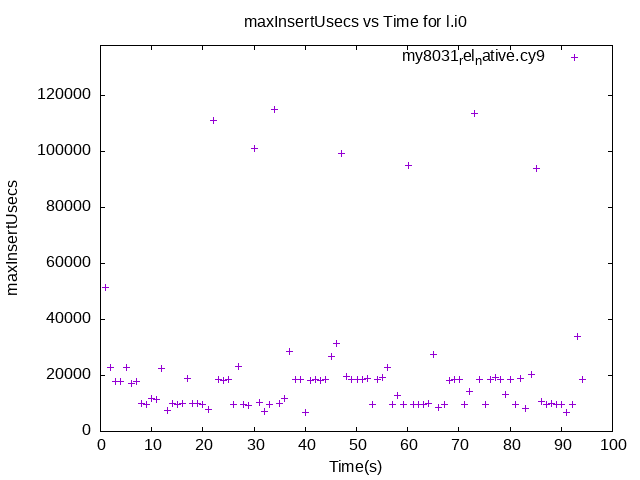 maxInsertUsecs vs Time for l.i0
my8031relnative.cy9
maxInsertUsecs
120000
100000
80000
60000
40000
20000
0
0 10 20 30 40 50 60 70 80 90 100
Time(s)